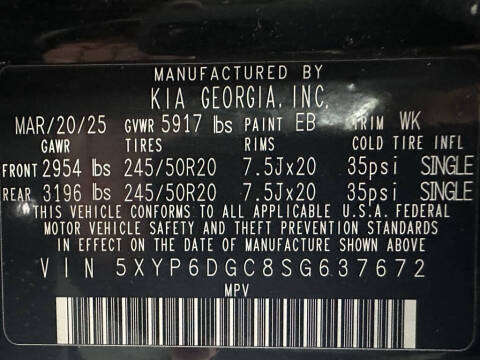 MANUFACTURED BY
KIA GEORGIA, INC.
MAR/20/25 GVWR 5917 lbs PAINT EB TRIM WK
GAWR TIRES RIMS COLD TIRE INFL
FRONT 2954 lbs 245/50R20 7.5Jx20 35psi SINGLE
REAR 3196 lbs 245/50R20 7.5Jx20 35psi SINGLE
THIS VEHICLE CONFORMS TO ALL APPLICABLE U.S.A. FEDERAL
MOTOR VEHICLE SAFETY AND THEFT PREVENTION STANDARDS
IN EFFECT ON THE DATE OF MANUFACTURE SHOWN ABOVE.
VIN 5XYP6DGC8SG637672
MPV